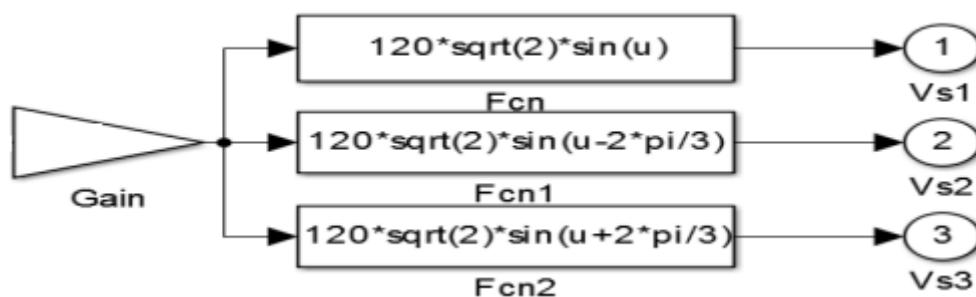 120*sqrt(2)*sin(u)
1
Fcn
Vs1
120*sqrt(2)*sin(u-2*pi/3)
2
Gain
Fcn1
Vs2
120*sqrt(2)*sin(u+2*pi/3)
3
Fcn2
Vs3